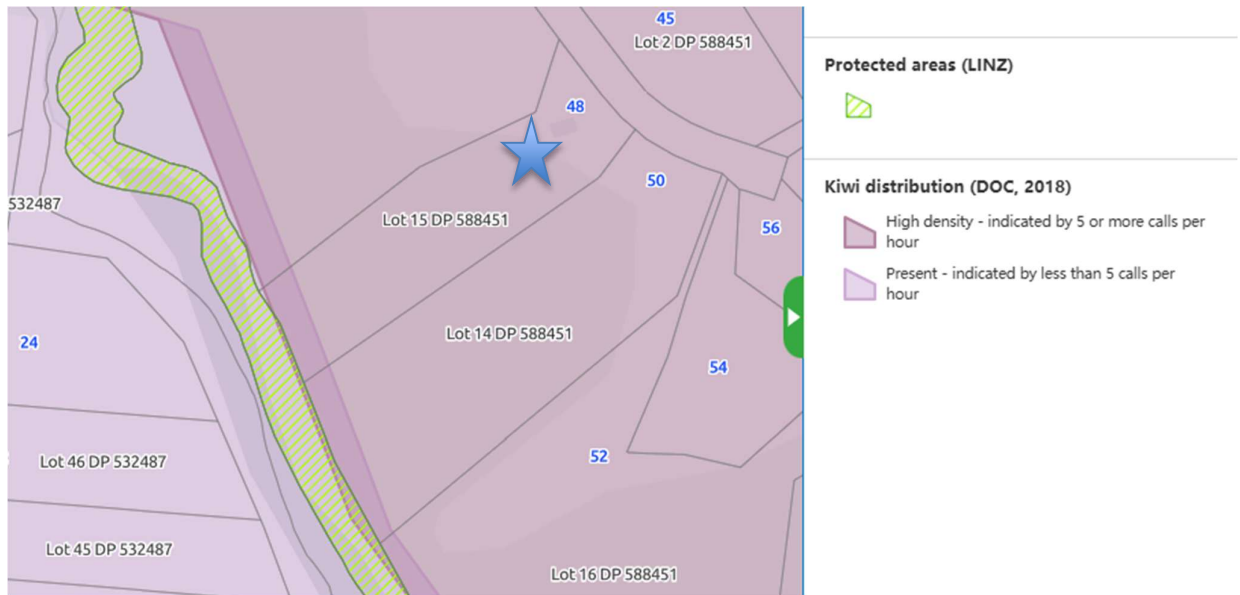 45
Lot 2 DP 588451
48
50
532487
Lot 15 DP 588451
56
24
Lot 14 DP 588451
54
Lot 46 DP 532487
52
Lot 45 DP 532487
Lot 16 DP 588451
Protected areas (LINZ)
Kiwi distribution (DOC, 2018)
High density - indicated by 5 or more calls per
hour
Present - indicated by less than 5 calls per
hour